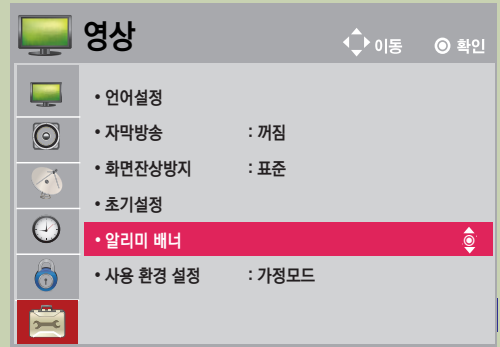 영상
이동 확인
• 언어설정
• 자막방송 : 꺼짐
• 화면잔상방지 : 표준
• 초기설정
• 알리미 배너
• 사용 환경 설정 : 가정모드